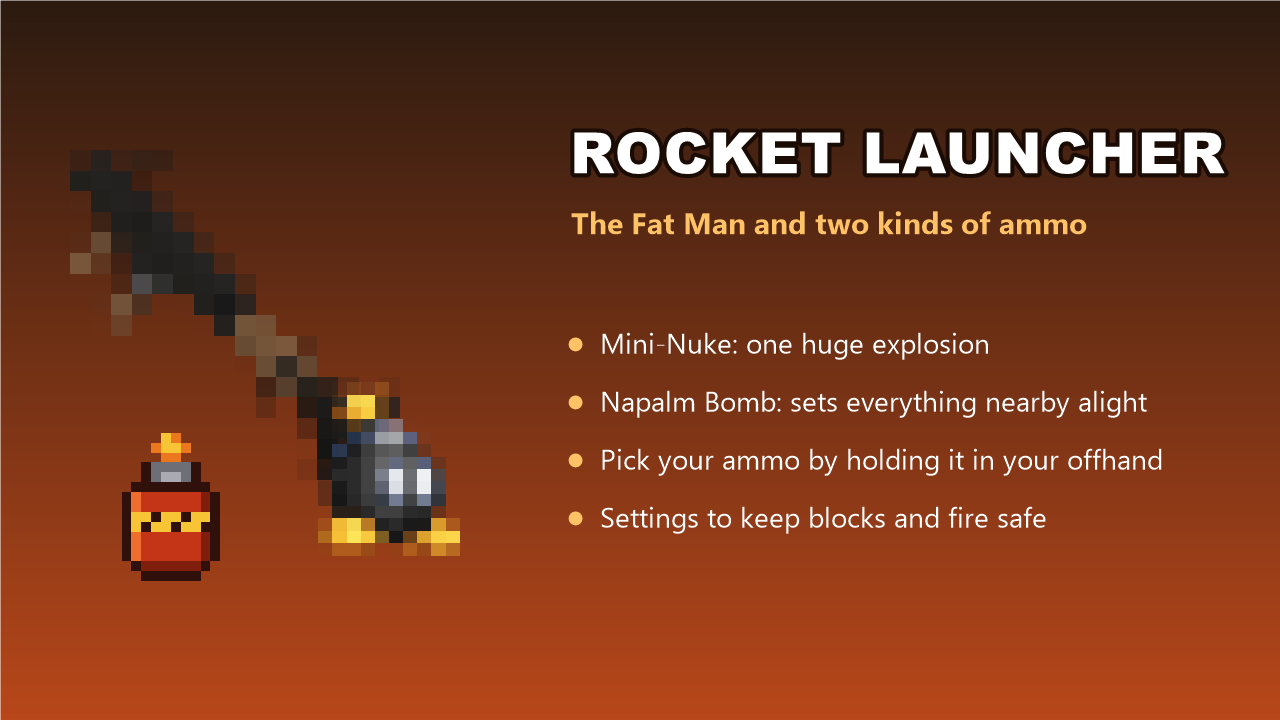 ROCKET LAUNCHER
The Fat Man and two kinds of ammo
Mini-Nuke: one huge explosion
Napalm Bomb: sets everything nearby alight
Pick your ammo by holding it in your offhand
Settings to keep blocks and fire safe